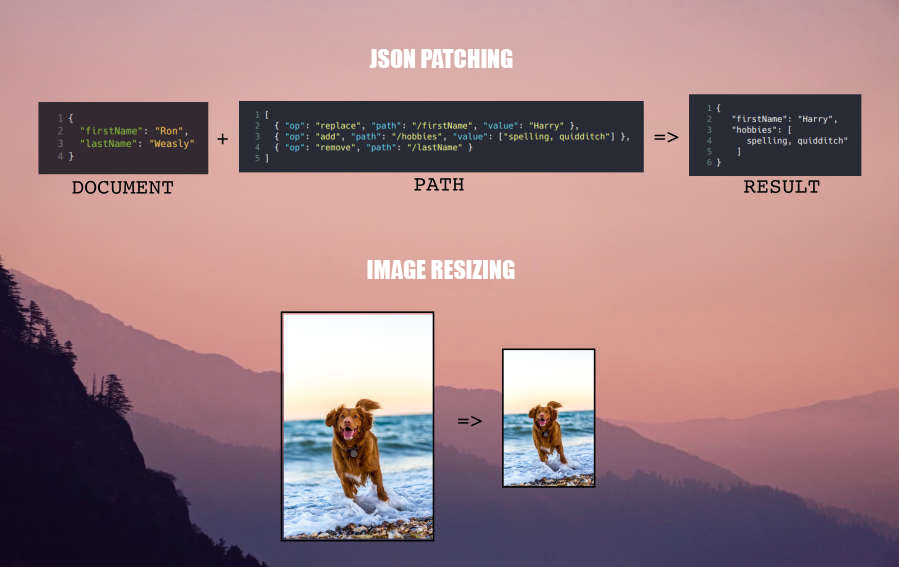 JSON PATCHING
1 {
2 "firstName": "Ron",
3 "lastName": "Weasly"
4 }
DOCUMENT
+
1 [
2 { "op": "replace", "path": "/firstName", "value": "Harry" },
3 { "op": "add", "path": "/hobbies", "value": ["spelling, quidditch"] },
4 { "op": "remove", "path": "/lastName" }
5 ]
PATH
=>
1 {
2 "firstName": "Harry",
3 "hobbies": [
4 spelling, quidditch"
5 ]
6 }
RESULT
IMAGE RESIZING
=>